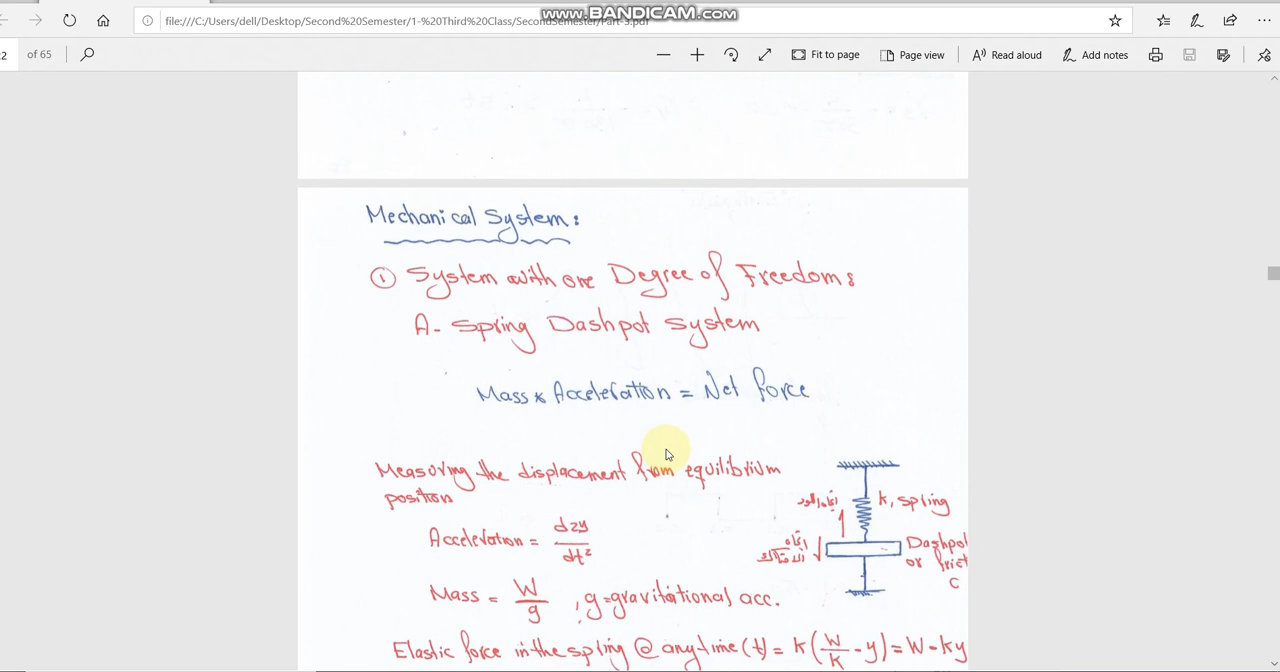 www.BANDICAM.com
file:///C:/Users/dell/Desktop/Second%20Semester/1-%20Third%20Class/SecondSemester/Part-3.pdf
of 65
Fit to page
Page view
Read aloud
Add notes
Mechanical System:
① System with one Degree of Freedom:
A- Spring Dashpot System
Mass * Acceleration = Net force
Measuring the displacement from equilibrium
position
k, spring
Acceleration = d2y/dt²
Dashpot
or frict
C
Mass = W/g , g=gravitational acc.
Elastic force in the spring @ any time (t) = k(W/k - y) = W - ky